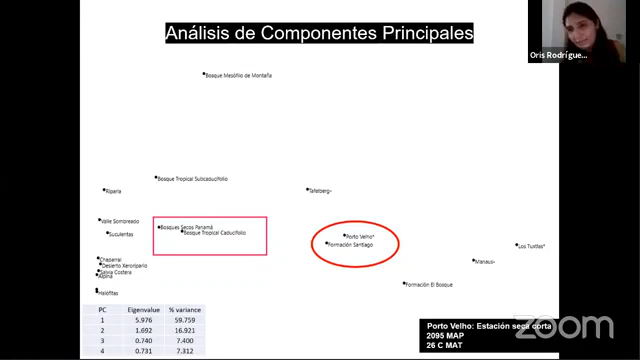 Análisis de Componentes Principales
Oris Rodrígue...
Bosque Mesófilo de Montaña
Bosque Tropical Subcaducifolio
Riparia
Tafelberg*
Valle Sombreado
Suculentas
Bosques Secos Panamá
Bosque Tropical Caducifolio
Porto Velho*
Formación Santiago
Los Tuxtlas*
Manaus*
Chaparral
Desierto Xeroripario
Salvia Costera
Alpina
Halófitas
Formación El Bosque
PC Eigenvalue % variance
1 5.976 59.759
2 1.692 16.921
3 0.740 7.400
4 0.731 7.312
Porto Velho: Estación seca corta
2095 MAP
26 C MAT
zoom